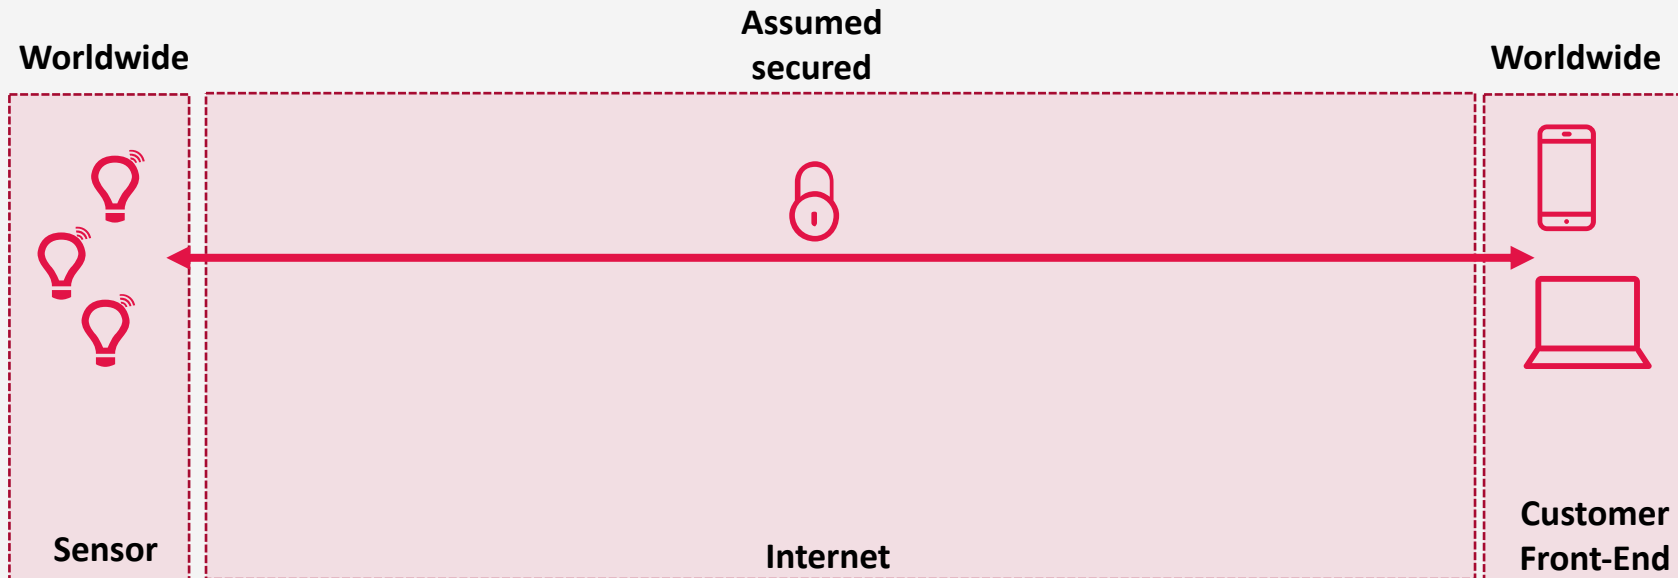 Worldwide
Assumed
secured
Worldwide
Sensor
Internet
Customer
Front-End